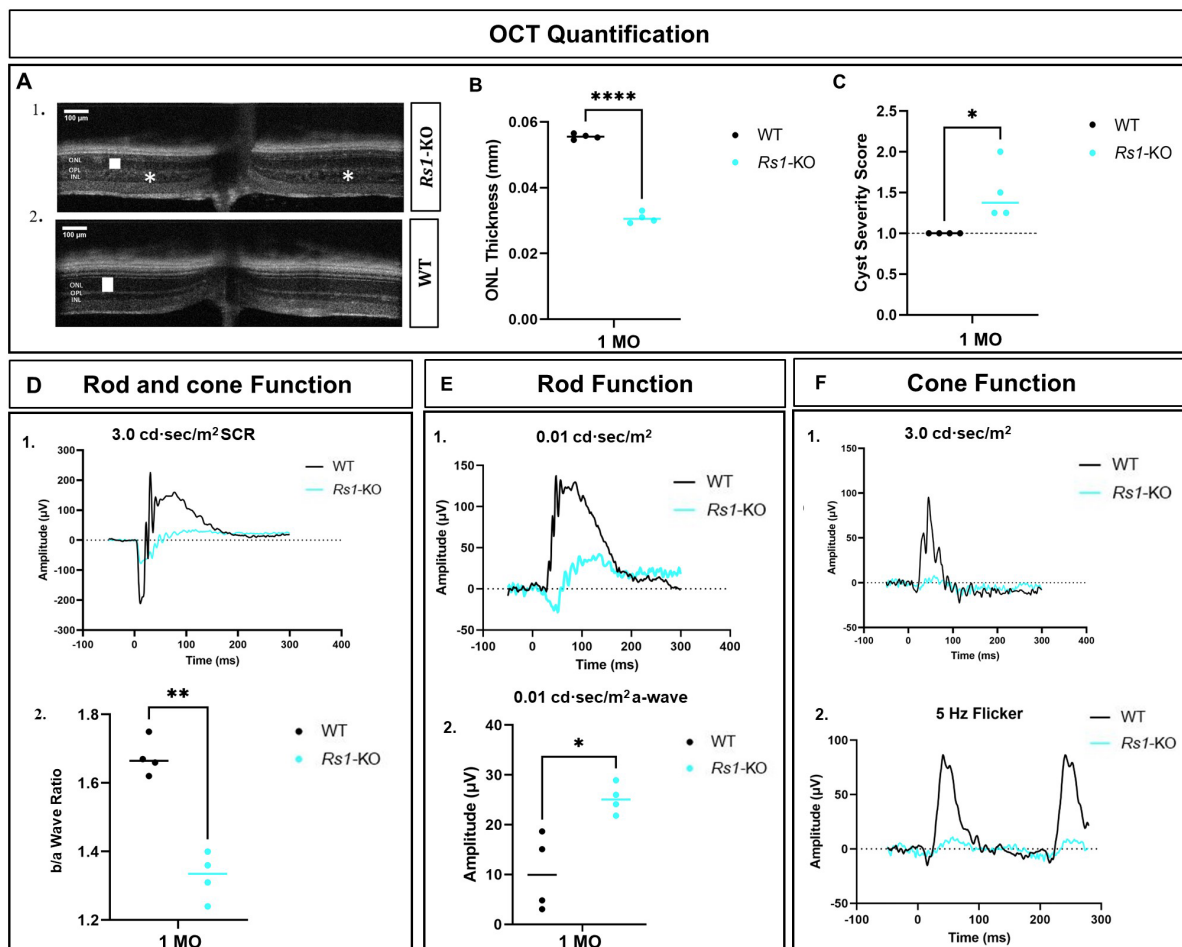 OCT Quantification
A
1.
100 µm
ONL
OPL
INL
*
*
Rs1-KO
2.
100 µm
ONL
OPL
INL
WT
B
****
0.06
0.04
0.02
0.00
ONL Thickness (mm)
1 MO
WT
Rs1-KO
C
*
2.5
2.0
1.5
1.0
0.5
0.0
Cyst Severity Score
1 MO
WT
Rs1-KO
D Rod and cone Function
1.
3.0 cd·sec/m² SCR
300
200
100
0
-100
-200
-300
Amplitude (µV)
-100 0 100 200 300 400
Time (ms)
WT
Rs1-KO
2.
**
1.8
1.6
1.4
1.2
b/a Wave Ratio
1 MO
WT
Rs1-KO
E Rod Function
1.
0.01 cd·sec/m²
150
100
50
0
-50
Amplitude (µV)
-100 0 100 200 300 400
Time (ms)
WT
Rs1-KO
0.01 cd·sec/m² a-wave
2.
*
40
30
20
10
0
Amplitude (µV)
1 MO
WT
Rs1-KO
F Cone Function
1.
3.0 cd·sec/m²
150
100
50
0
-50
Amplitude (µV)
-100 0 100 200 300 400
Time (ms)
WT
Rs1-KO
2.
5 Hz Flicker
100
50
0
-50
Amplitude (µV)
-100 0 100 200 300
Time (ms)
WT
Rs1-KO